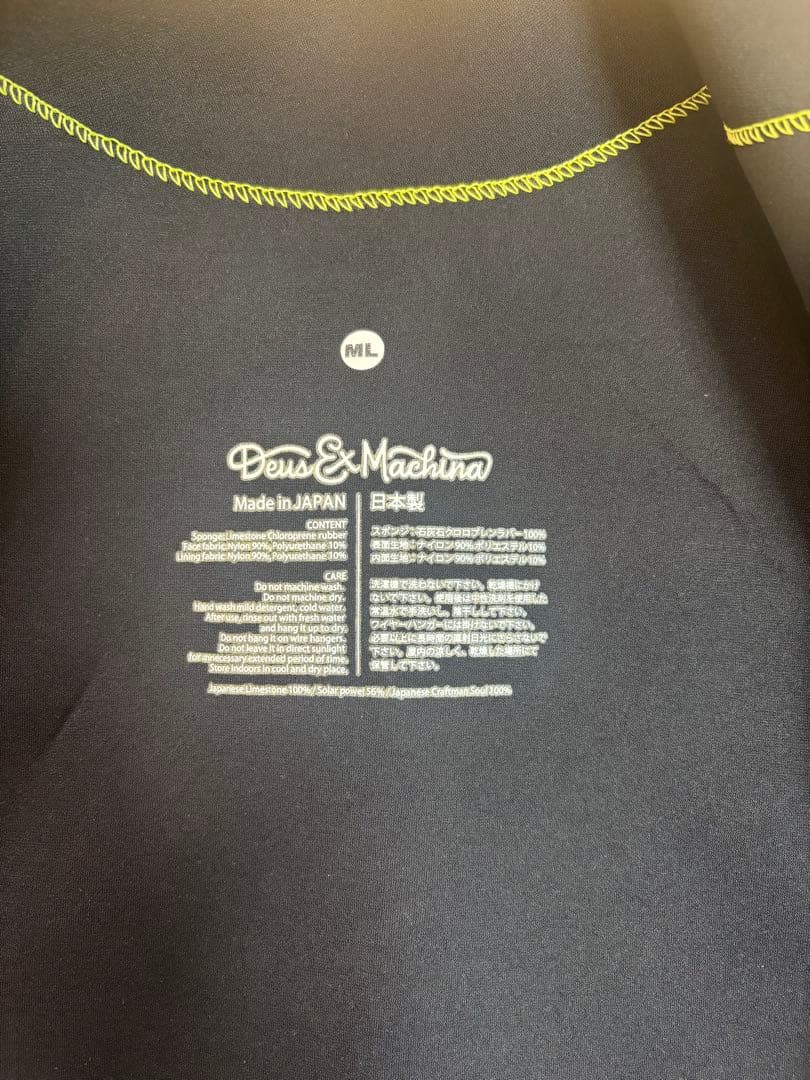 ML
Deus Ex Machina
Made in JAPAN
CONTENT
Sponge: Limestone Chloroprene rubber
Face fabric: Nylon 90%, Polyurethane 10%
Lining fabric: Nylon 90%, Polyurethane 10%
CARE
Do not machine wash.
Do not machine dry.
Hand wash mild detergent, cold water.
After use, rinse out with fresh water
and hang it up to dry.
Do not hang it on wire hangers.
Do not leave it in direct sunlight
for unnecessary extended period of time.
Store indoors in cool and dry place.
日本製
スポンジ：石灰石クロロプレンラバー100%
表面生地：ナイロン90% ポリエステル10%
内面生地：ナイロン90% ポリエステル10%
洗濯機で洗わないで下さい。乾燥機にかけ
ないで下さい。使用後は中性洗剤を使用した
常温水で手洗いし、陰干しして下さい。
ワイヤーハンガーには掛けないで下さい。
必要以上に長時間の直射日光にさらさないで
下さい。屋内の涼しく、乾燥した場所にて
保管して下さい。
Japanese Limestone 100% / Solar power 56% / Japanese Craftman Soul 200%